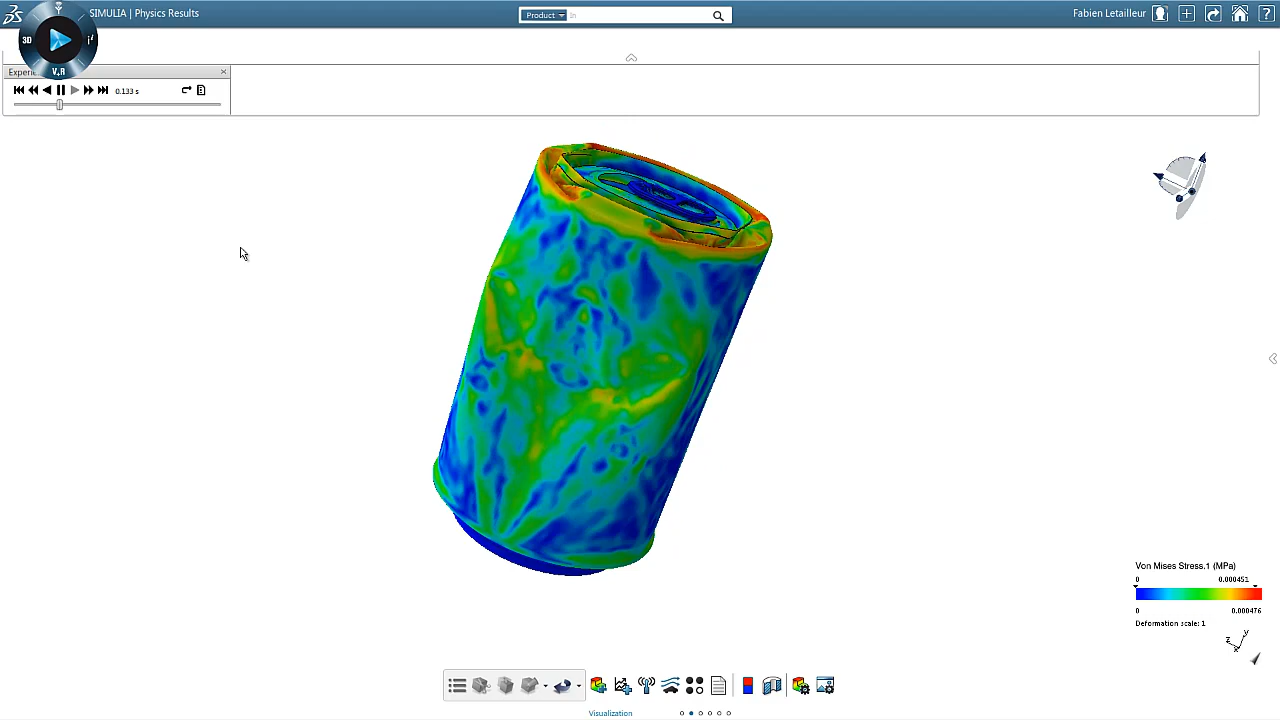 SIMULIA | Physics Results
Product
in
Fabien Letailleur
3D
V,R
Experie
0.133 s
Von Mises Stress.1 (MPa)
0 0.000451
0 0.000476
Deformation scale: 1
y
z
x
Visualization